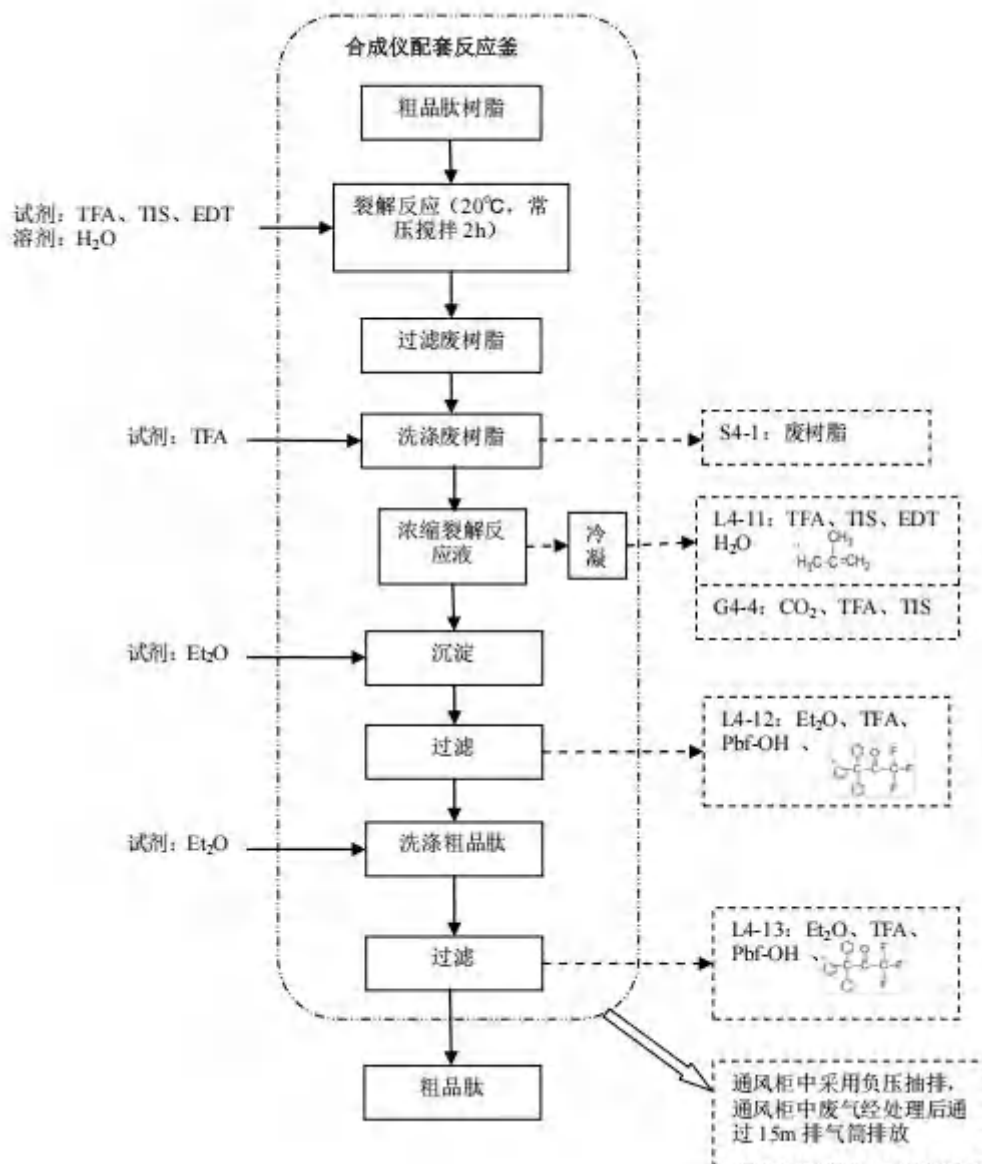 合成仪配套反应釜
粗品肽树脂
试剂：TFA、TIS、EDT
溶剂：H₂O
裂解反应（20℃，常
压搅拌 2h）
过滤废树脂
试剂：TFA
洗涤废树脂
S4-1：废树脂
浓缩裂解反
应液
冷
凝
L4-11：TFA、TIS、EDT
H₂O
CH₃
H₃C-C=CH₂
G4-4：CO₂、TFA、TIS
试剂：Et₂O
沉淀
过滤
L4-12：Et₂O、TFA、
Pbf-OH 、
试剂：Et₂O
洗涤粗品肽
过滤
L4-13：Et₂O、TFA、
Pbf-OH 、
粗品肽
通风柜中采用负压抽排，
通风柜中废气经处理后通
过 15m 排气筒排放